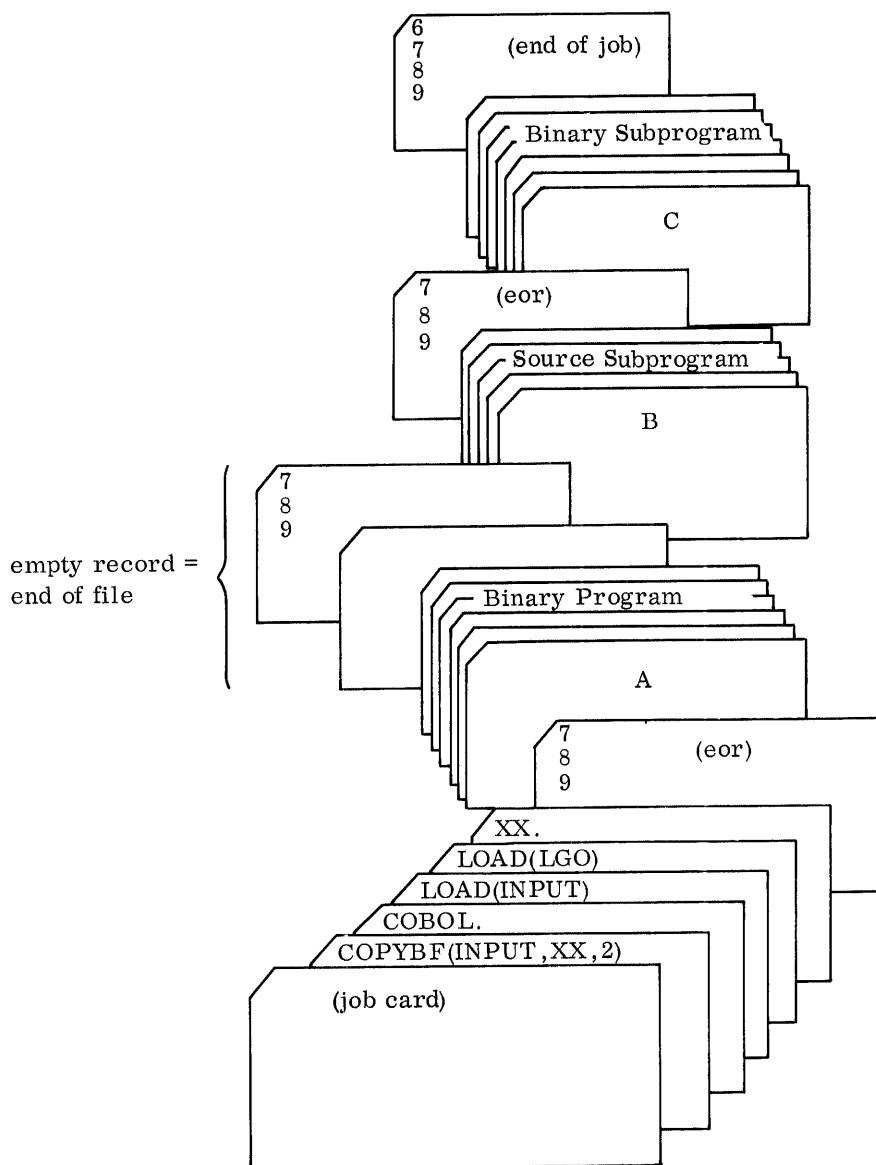 6
7
8
9
(end of job)
Binary Subprogram
C
7
8
9
(eor)
Source Subprogram
B
7
8
9
empty record =
end of file
Binary Program
A
7
8
9
(eor)
XX.
LOAD(LGO)
LOAD(INPUT)
COBOL.
COPYBF(INPUT,XX,2)
(job card)